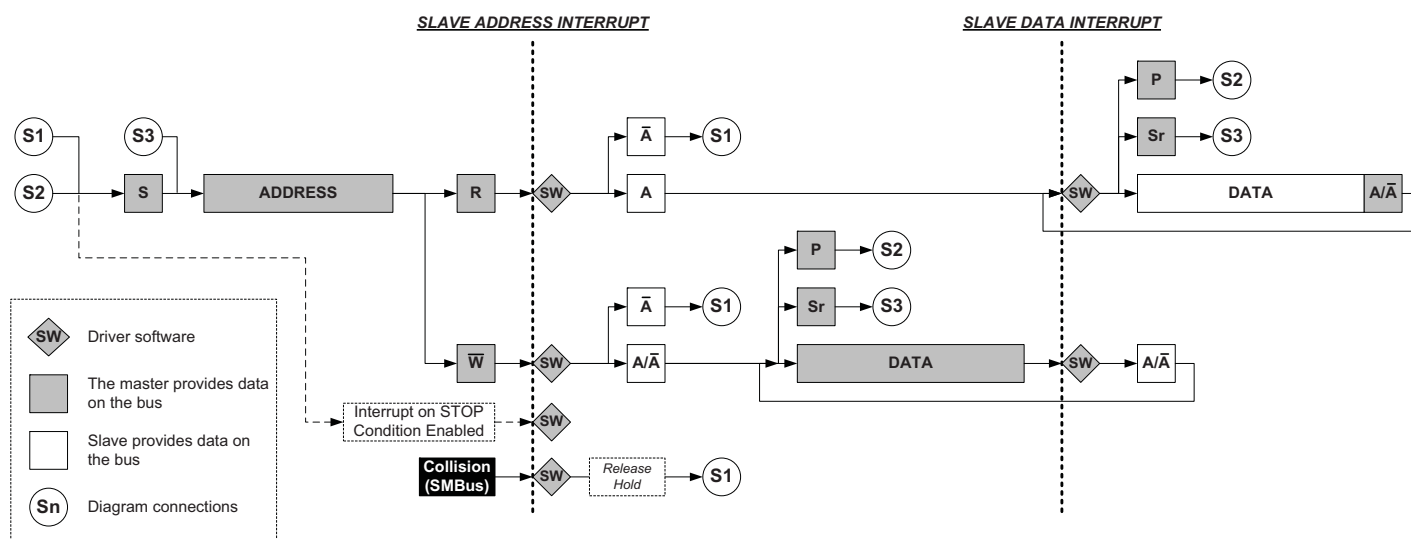 SLAVE ADDRESS INTERRUPT
SLAVE DATA INTERRUPT
P
S2
S1
S3
A̅
S1
Sr
S3
S2
S
ADDRESS
R
SW
A
SW
DATA
A/A̅
P
S2
A̅
S1
Sr
S3
W̅
SW
A/A̅
DATA
SW
A/A̅
Interrupt on STOP
Condition Enabled
SW
Collision
(SMBus)
SW
Release
Hold
S1
SW
Driver software
The master provides data
on the bus
Slave provides data on
the bus
Sn
Diagram connections